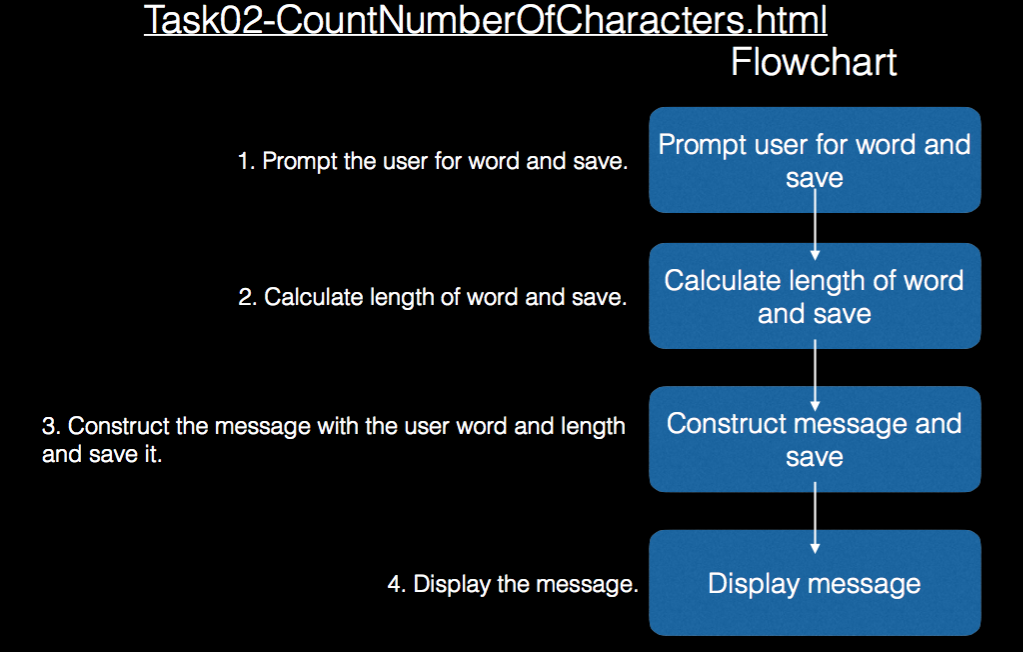 Task02-CountNumberOfCharacters.html
Flowchart
1. Prompt the user for word and save.
Prompt user for word and
save
2. Calculate length of word and save.
Calculate length of word
and save
3. Construct the message with the user word and length
and save it.
Construct message and
save
4. Display the message.
Display message